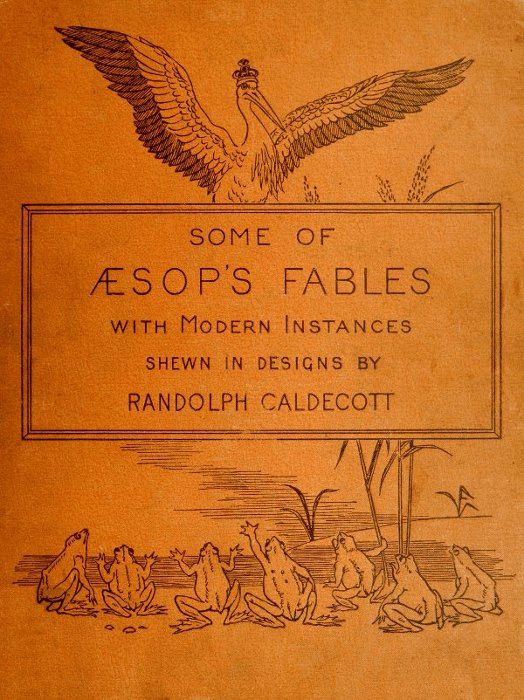 SOME OF
ÆSOP'S FABLES
WITH MODERN INSTANCES
SHEWN IN DESIGNS BY
RANDOLPH CALDECOTT